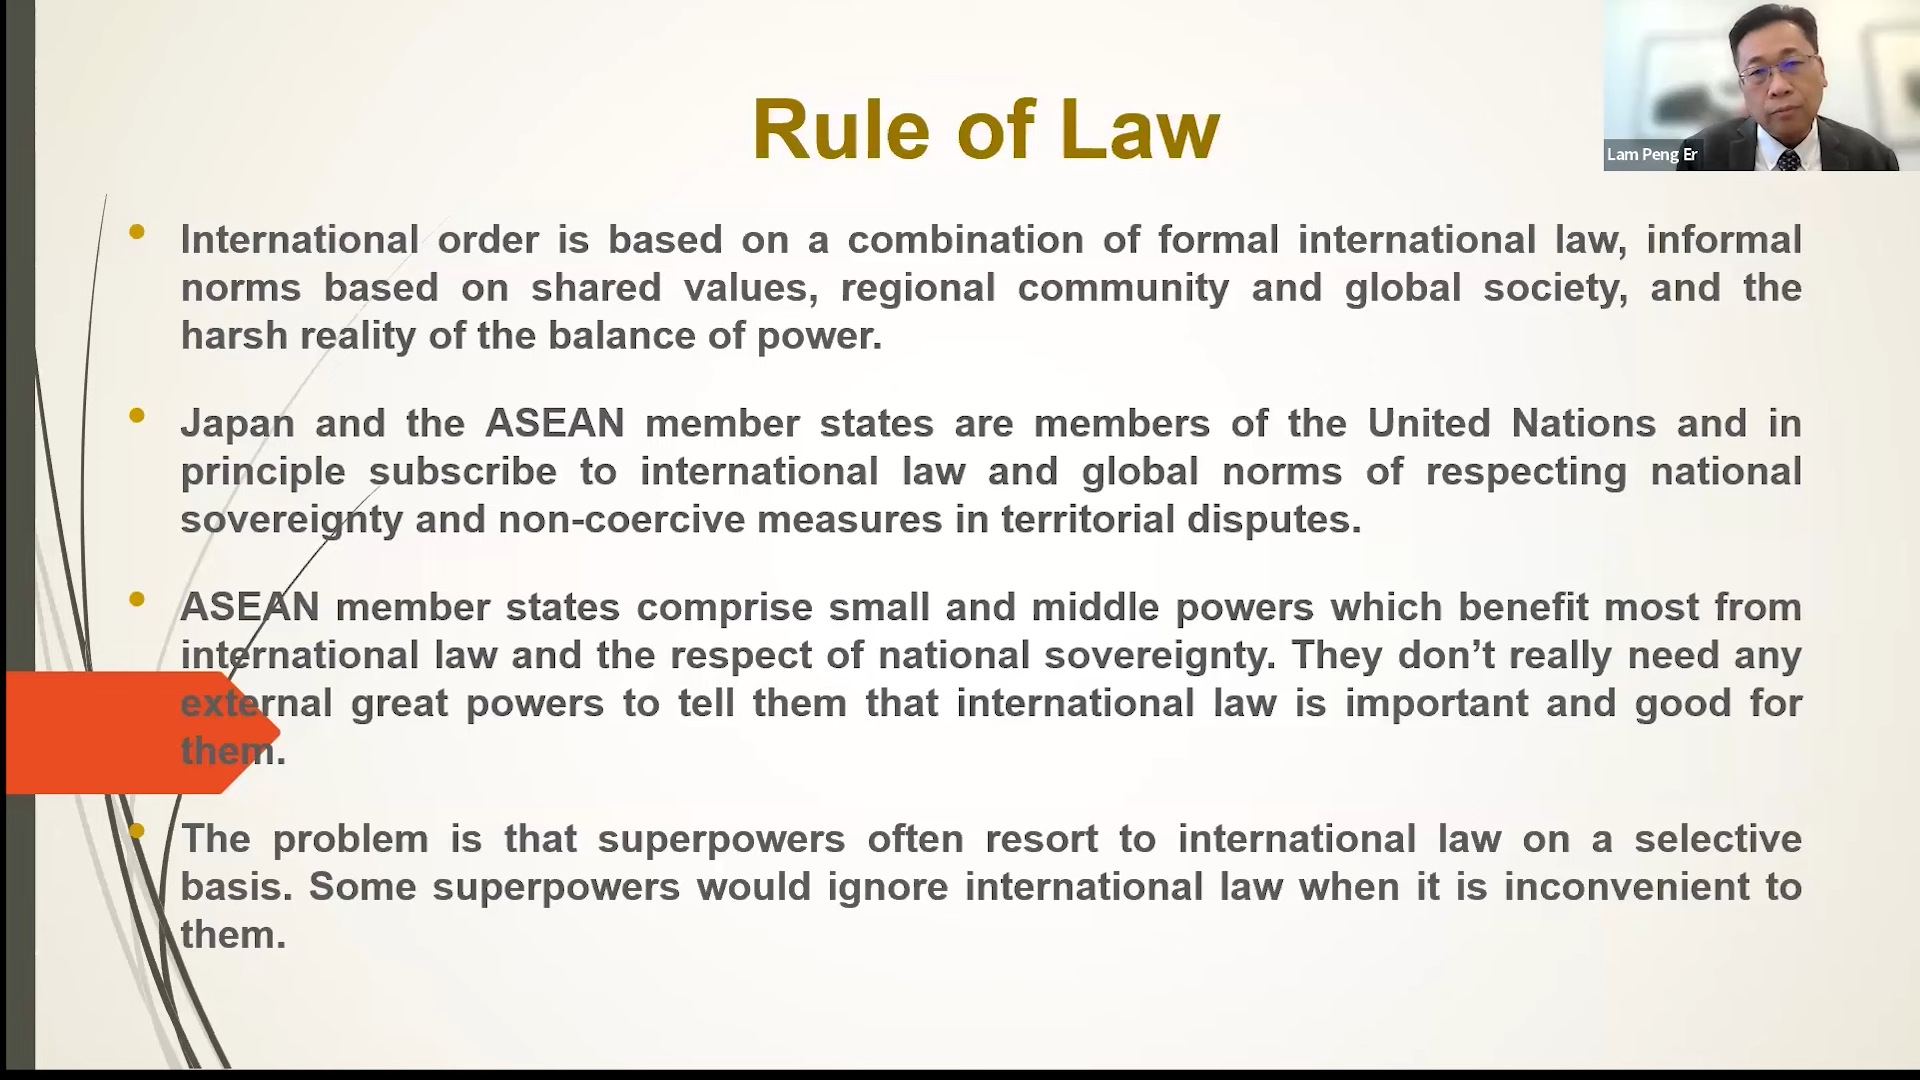 Rule of Law
Lam Peng Er
• International order is based on a combination of formal international law, informal
norms based on shared values, regional community and global society, and the
harsh reality of the balance of power.
• Japan and the ASEAN member states are members of the United Nations and in
principle subscribe to international law and global norms of respecting national
sovereignty and non-coercive measures in territorial disputes.
• ASEAN member states comprise small and middle powers which benefit most from
international law and the respect of national sovereignty. They don’t really need any
external great powers to tell them that international law is important and good for
them.
• The problem is that superpowers often resort to international law on a selective
basis. Some superpowers would ignore international law when it is inconvenient to
them.